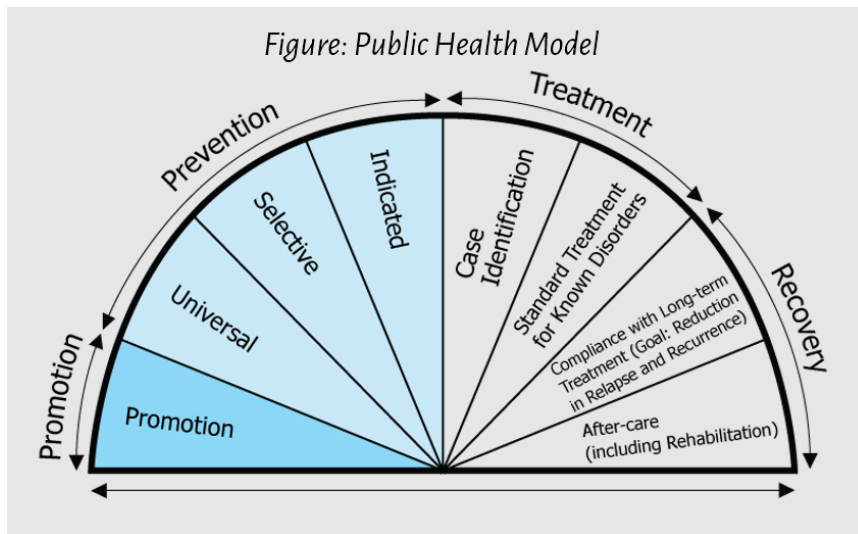 Figure: Public Health Model
Promotion
Prevention
Treatment
Recovery
Promotion
Universal
Selective
Indicated
Case
Identification
Standard Treatment
for Known Disorders
Compliance with Long-term
Treatment (Goal: Reduction
in Relapse and Recurrence)
After-care
(including Rehabilitation)